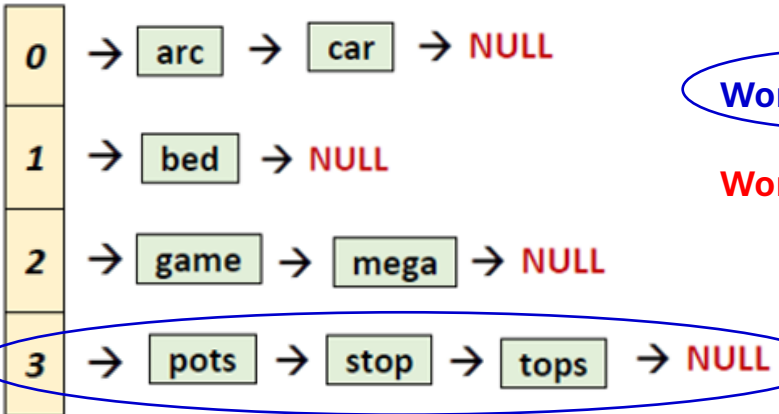 0 → arc → car → NULL
1 → bed → NULL
2 → game → mega → NULL
3 → pots → stop → tops → NULL